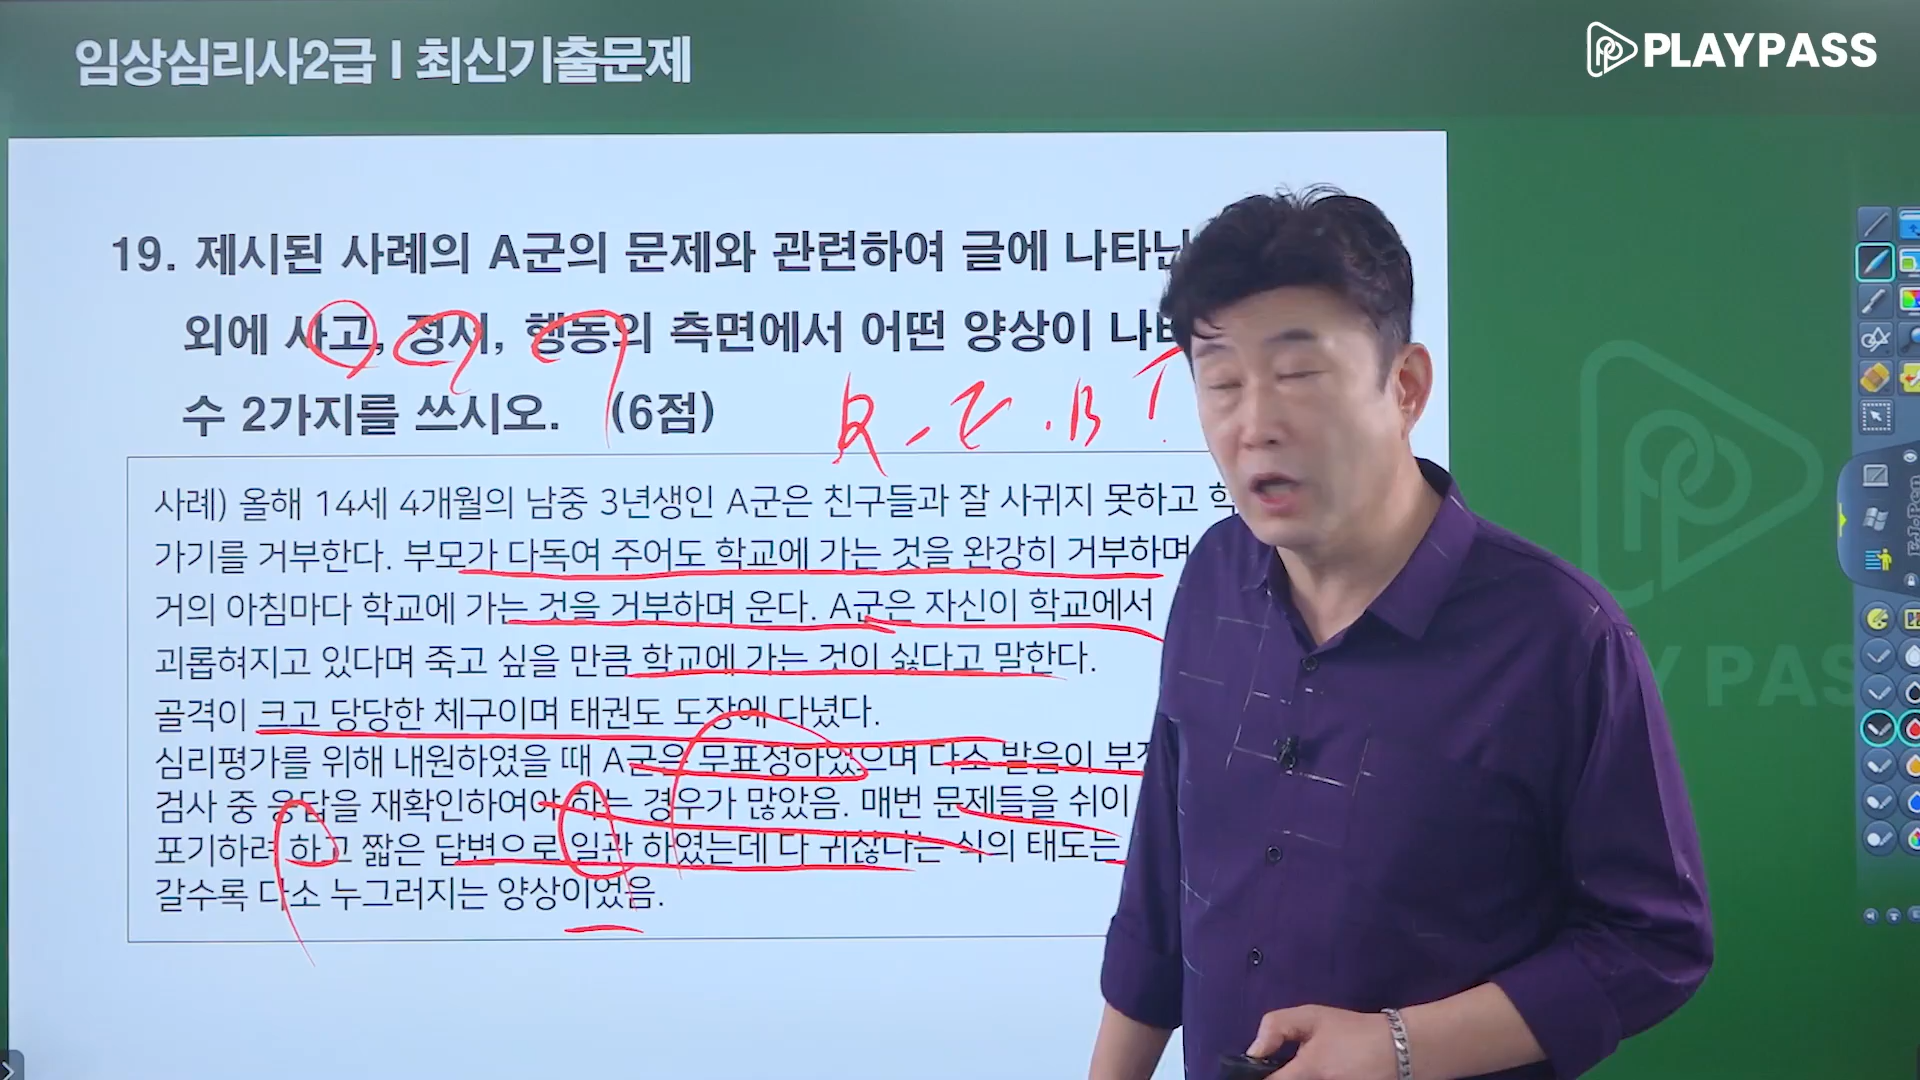 임상심리사2급 I 최신기출문제
PLAYPASS
19. 제시된 사례의 A군의 문제와 관련하여 글에 나타난
외에 사고, 정서, 행동의 측면에서 어떤 양상이 나타
수 2가지를 쓰시오. (6점)
R. E. B T
사례) 올해 14세 4개월의 남중 3년생인 A군은 친구들과 잘 사귀지 못하고 학
가기를 거부한다. 부모가 다독여 주어도 학교에 가는 것을 완강히 거부하며
거의 아침마다 학교에 가는 것을 거부하며 운다. A군은 자신이 학교에서
괴롭혀지고 있다며 죽고 싶을 만큼 학교에 가는 것이 싫다고 말한다.
골격이 크고 당당한 체구이며 태권도 도장에 다녔다.
심리평가를 위해 내원하였을 때 A군은 무표정하였으며 다소 발음이 부정
검사 중 응답을 재확인하여야 하는 경우가 많았음. 매번 문제들을 쉬이
포기하려 하고 짧은 답변으로 일관 하였는데 다 귀찮다는 식의 태도는
갈수록 다소 누그러지는 양상이었음.
PLAY PASS